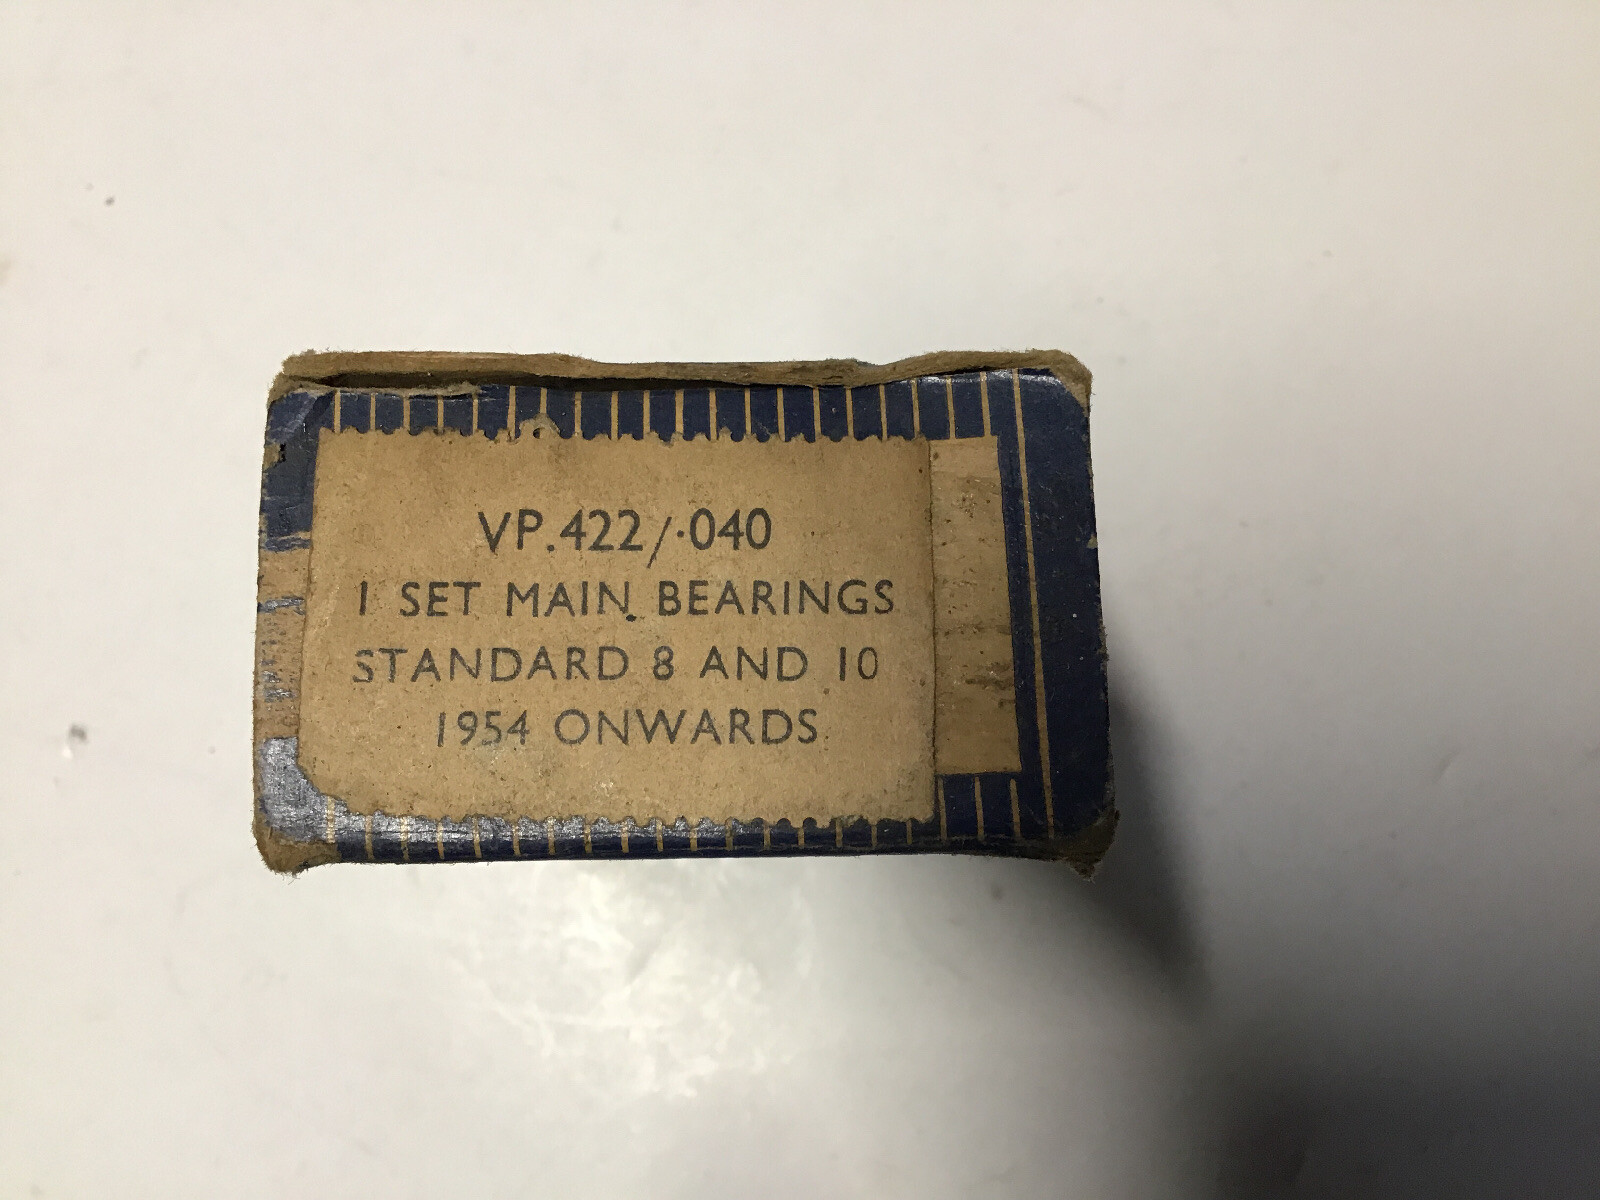 VP.422/.040
1 SET MAIN BEARINGS
STANDARD 8 AND 10
1954 ONWARDS